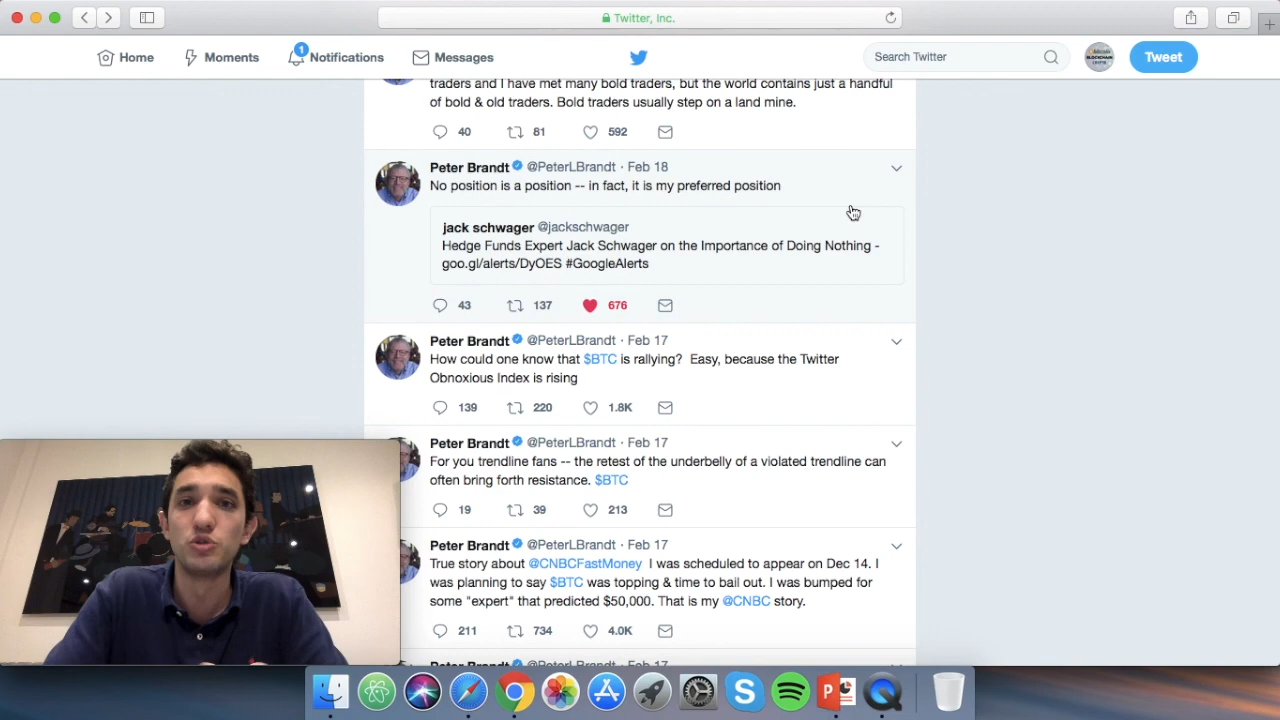 Twitter, Inc.
Home
Moments
1
Notifications
Messages
Search Twitter
Tweet
traders and I have met many bold traders, but the world contains just a handful
of bold & old traders. Bold traders usually step on a land mine.
40 81 592
Peter Brandt @PeterLBrandt · Feb 18
No position is a position -- in fact, it is my preferred position
jack schwager @jackschwager
Hedge Funds Expert Jack Schwager on the Importance of Doing Nothing -
goo.gl/alerts/DyOES #GoogleAlerts
43 137 676
Peter Brandt @PeterLBrandt · Feb 17
How could one know that $BTC is rallying? Easy, because the Twitter
Obnoxious Index is rising
139 220 1.8K
Peter Brandt @PeterLBrandt · Feb 17
For you trendline fans -- the retest of the underbelly of a violated trendline can
often bring forth resistance. $BTC
19 39 213
Peter Brandt @PeterLBrandt · Feb 17
True story about @CNBCFastMoney I was scheduled to appear on Dec 14. I
was planning to say $BTC was topping & time to bail out. I was bumped for
some "expert" that predicted $50,000. That is my @CNBC story.
211 734 4.0K
Peter Brandt @PeterLBrandt · Feb 17